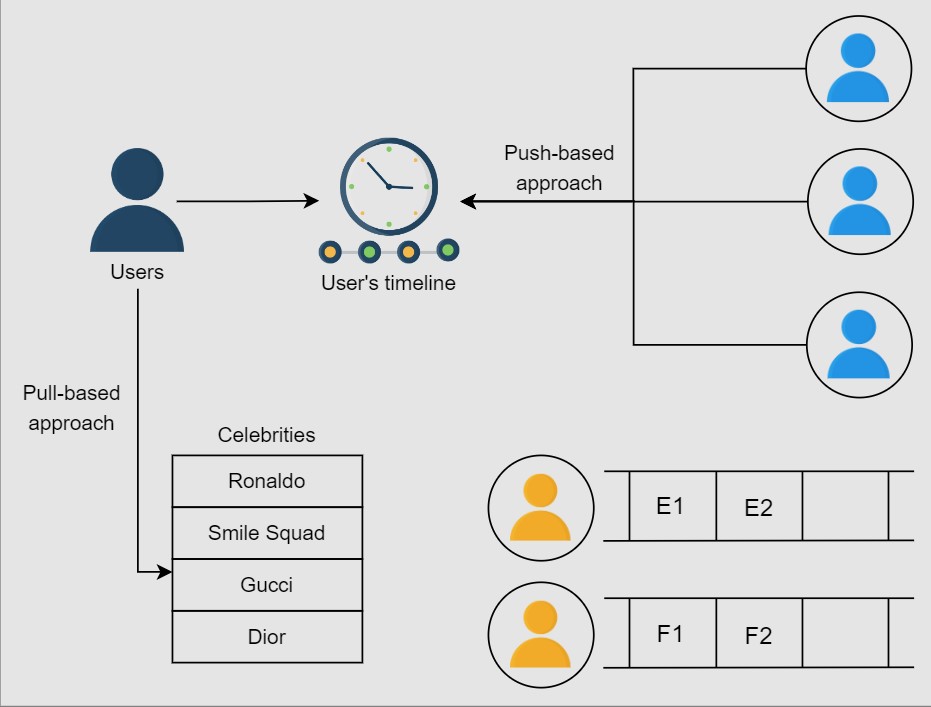 Push-based
approach
Users
User's timeline
Pull-based
approach
Celebrities
Ronaldo
Smile Squad
Gucci
Dior
E1
E2
F1
F2